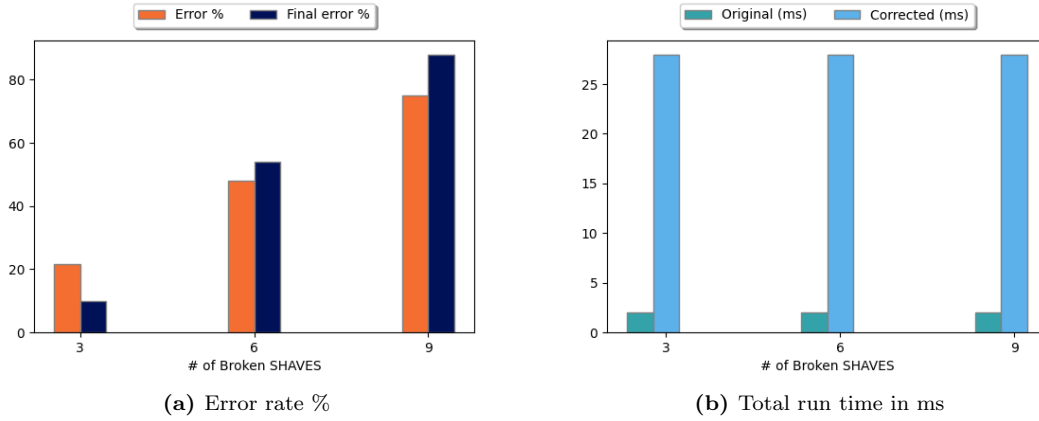 Error %
Final error %
80
60
40
20
0
3
6
9
# of Broken SHAVES
(a) Error rate %
Original (ms)
Corrected (ms)
25
20
15
10
5
0
3
6
9
# of Broken SHAVES
(b) Total run time in ms